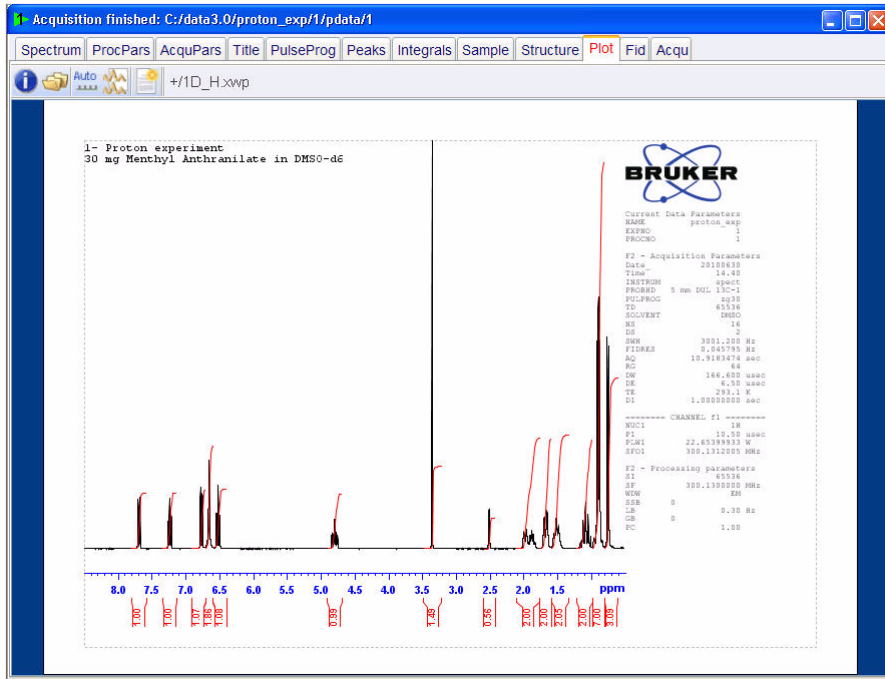 Acquisition finished: C:/data3.0/proton_exp/1/pdata/1
Spectrum ProcPars AcquPars Title PulseProg Peaks Integrals Sample Structure Plot Fid Acqu
Auto +/1D_H.xwp
1- Proton experiment
30 mg Menthyl Anthranilate in DMSO-d6
BRUKER
Current Data Parameters
NAME proton_exp
EXPNO 1
PROCNO 1
F2 - Acquisition Parameters
Date_ 20100630
Time 14.40
INSTRUM spect
PROBHD 5 mm DUL 13C-1
PULPROG zg30
TD 65536
SOLVENT DMSO
NS 16
DS 2
SWH 3001.200 Hz
FIDRES 0.045795 Hz
AQ 10.9183474 sec
RG 64
DW 166.600 usec
DE 6.50 usec
TE 293.1 K
D1 1.00000000 sec
======== CHANNEL f1 ========
NUC1 1H
P1 10.50 usec
PLW1 22.65399933 W
SFO1 300.1312005 MHz
F2 - Processing parameters
SI 65536
SF 300.1300000 MHz
WDW EM
SSB 0
LB 0.30 Hz
GB 0
PC 1.00
8.0 7.5 7.0 6.5 6.0 5.5 5.0 4.5 4.0 3.5 3.0 2.5 2.0 1.5 ppm
1.00 1.00 1.07 1.86 1.08 0.99 1.49 0.56 2.00 2.00 2.05 2.00 7.00 3.09